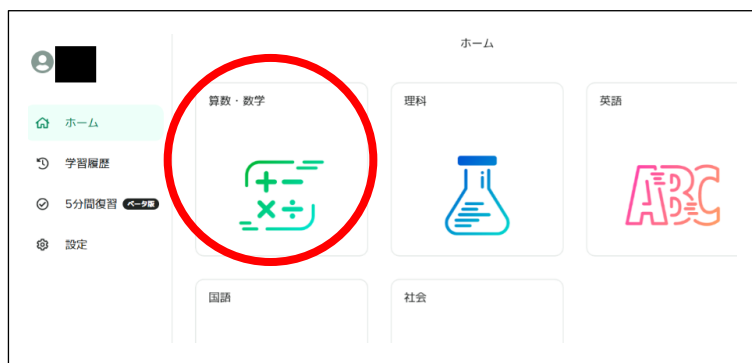 ホーム
ホーム
学習履歴
5分間復習 ベータ版
設定
算数・数学
理科
英語
ABC
国語
社会